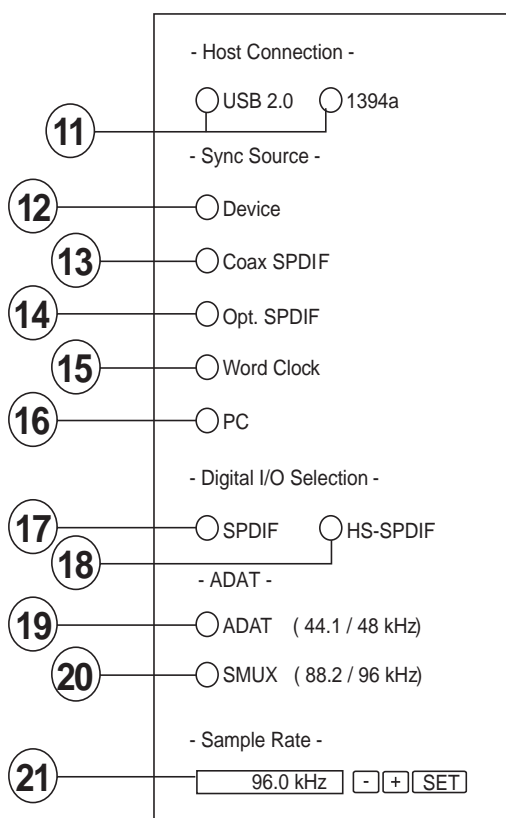 - Host Connection -
USB 2.0 1394a
11
- Sync Source -
12 Device
13 Coax SPDIF
14 Opt. SPDIF
15 Word Clock
16 PC
- Digital I/O Selection -
17 SPDIF HS-SPDIF
18
- ADAT -
19 ADAT ( 44.1 / 48 kHz)
20 SMUX ( 88.2 / 96 kHz)
- Sample Rate -
21 96.0 kHz - + SET